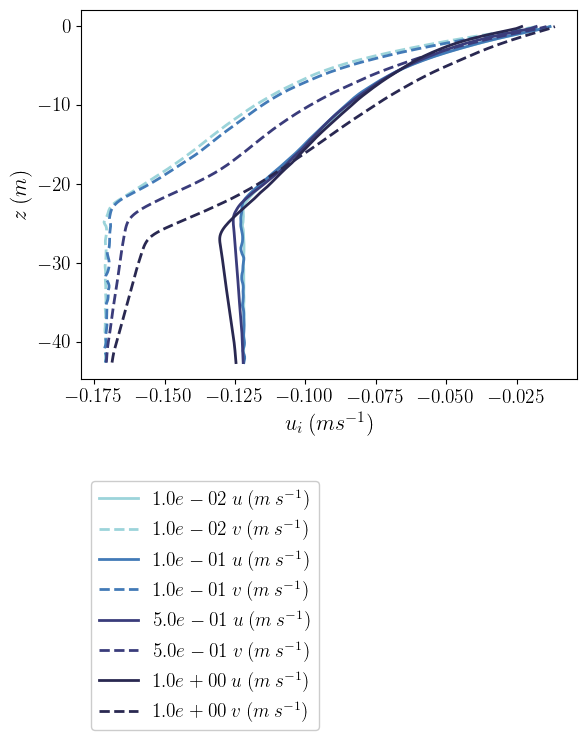 0
−10
−20
−30
−40
z (m)
−0.175 −0.150 −0.125 −0.100 −0.075 −0.050 −0.025
u_i (ms⁻¹)
1.0e − 02 u (m s⁻¹)
1.0e − 02 v (m s⁻¹)
1.0e − 01 u (m s⁻¹)
1.0e − 01 v (m s⁻¹)
5.0e − 01 u (m s⁻¹)
5.0e − 01 v (m s⁻¹)
1.0e + 00 u (m s⁻¹)
1.0e + 00 v (m s⁻¹)